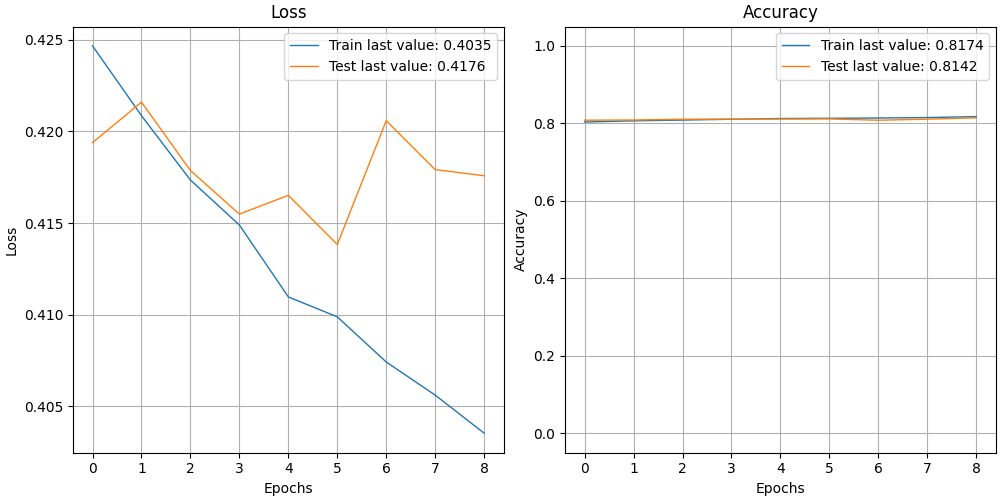 Loss
Train last value: 0.4035
Test last value: 0.4176
0.425
0.420
0.415
0.410
0.405
Loss
0 1 2 3 4 5 6 7 8
Epochs
Accuracy
Train last value: 0.8174
Test last value: 0.8142
1.0
0.8
0.6
0.4
0.2
0.0
Accuracy
0 1 2 3 4 5 6 7 8
Epochs